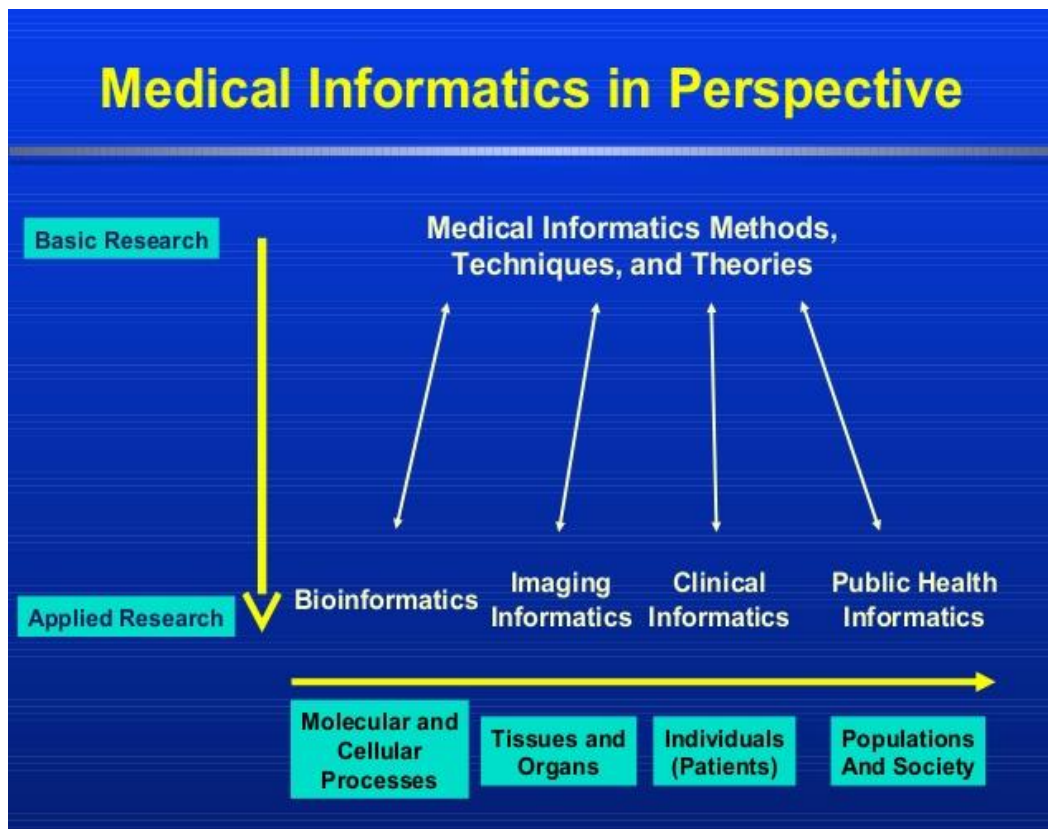 Medical Informatics in Perspective
Basic Research
Medical Informatics Methods,
Techniques, and Theories
Applied Research
Bioinformatics
Imaging
Informatics
Clinical
Informatics
Public Health
Informatics
Molecular and
Cellular
Processes
Tissues and
Organs
Individuals
(Patients)
Populations
And Society